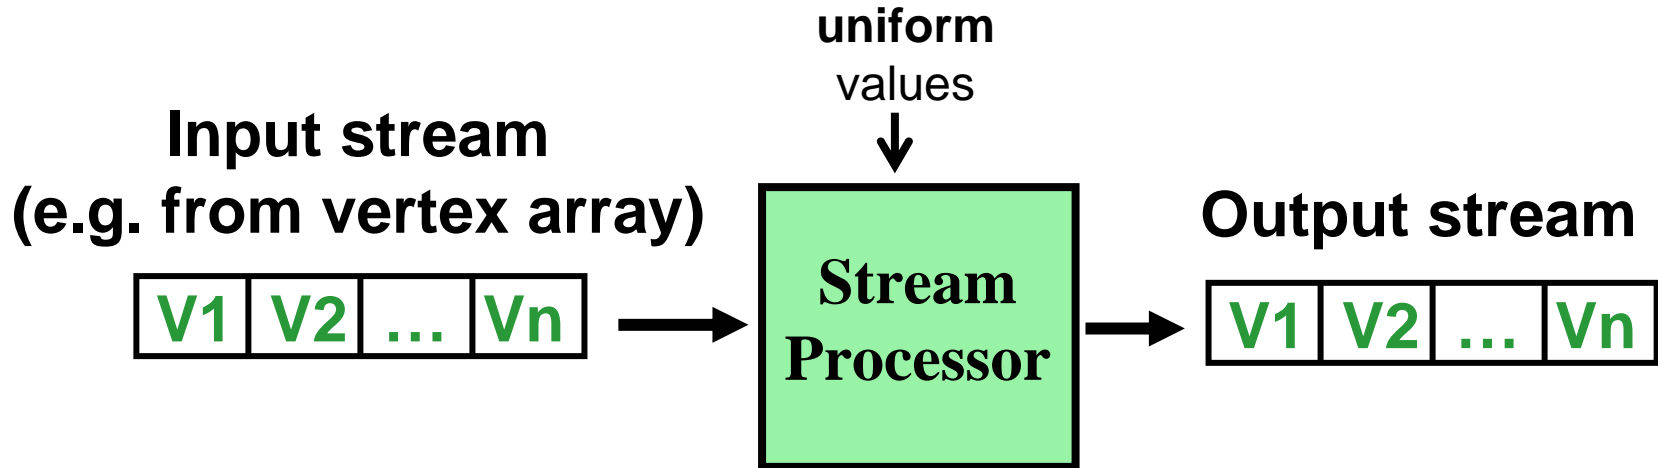 uniform
values
Input stream
(e.g. from vertex array)
V1 V2 … Vn
Stream
Processor
Output stream
V1 V2 … Vn